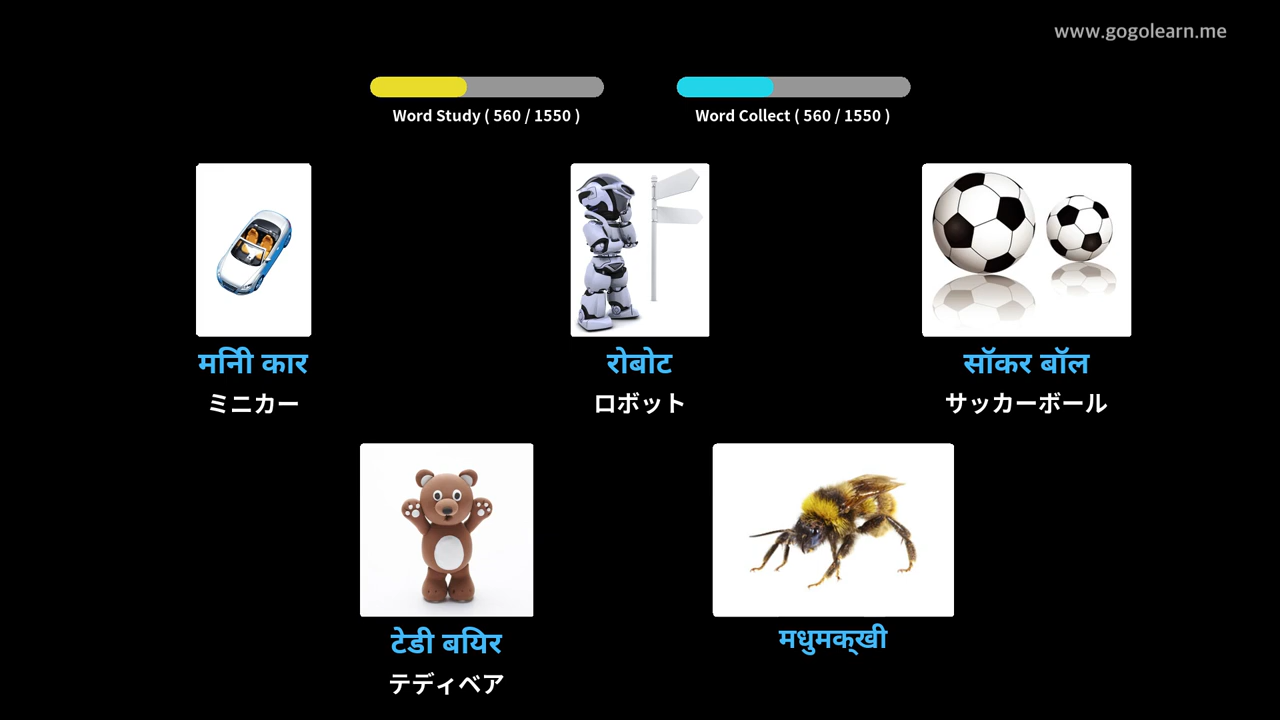 www.gogolearn.me
Word Study ( 560 / 1550 )
Word Collect ( 560 / 1550 )
मिनी कार
रोबोट
सॉकर बॉल
ミニカー
ロボット
サッカーボール
टेडी बियर
मधुमक्खी
テディベア